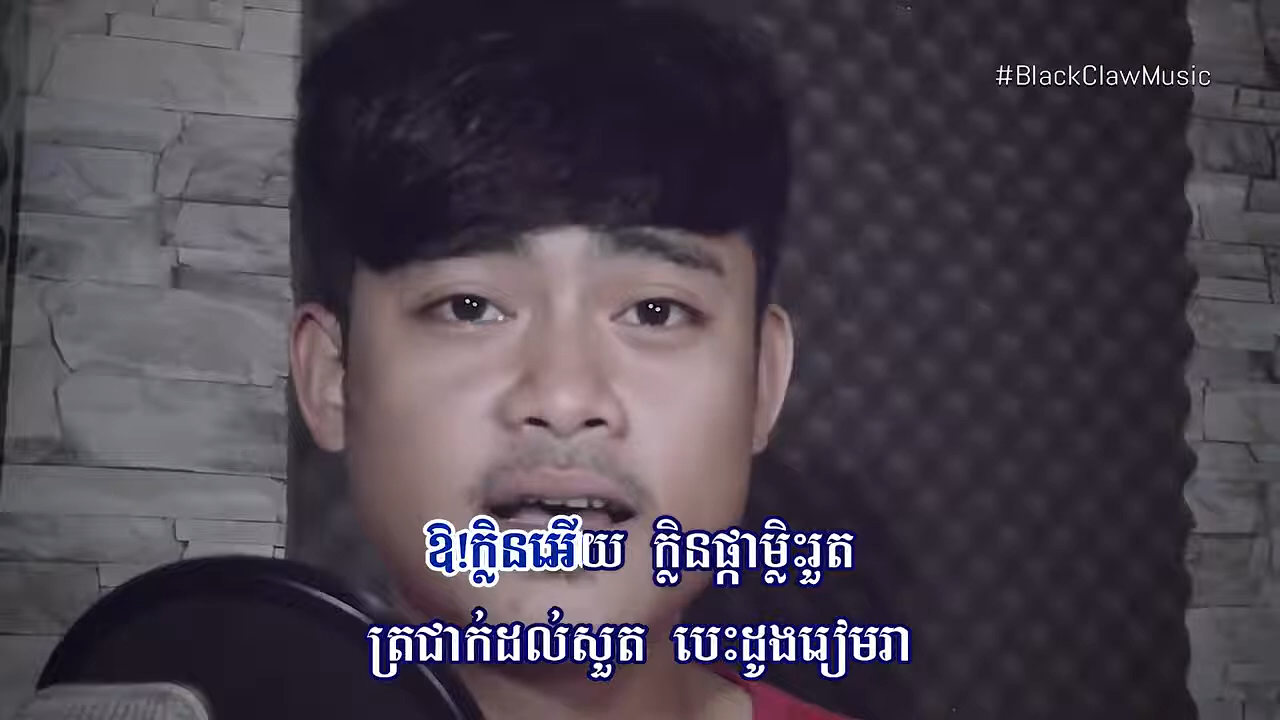 #BlackClawMusic
ឱ!ក្លិនអើយ ក្លិនផ្កាម្លិះរួត
ត្រជាក់ដល់សួត បេះដូងរៀមរា